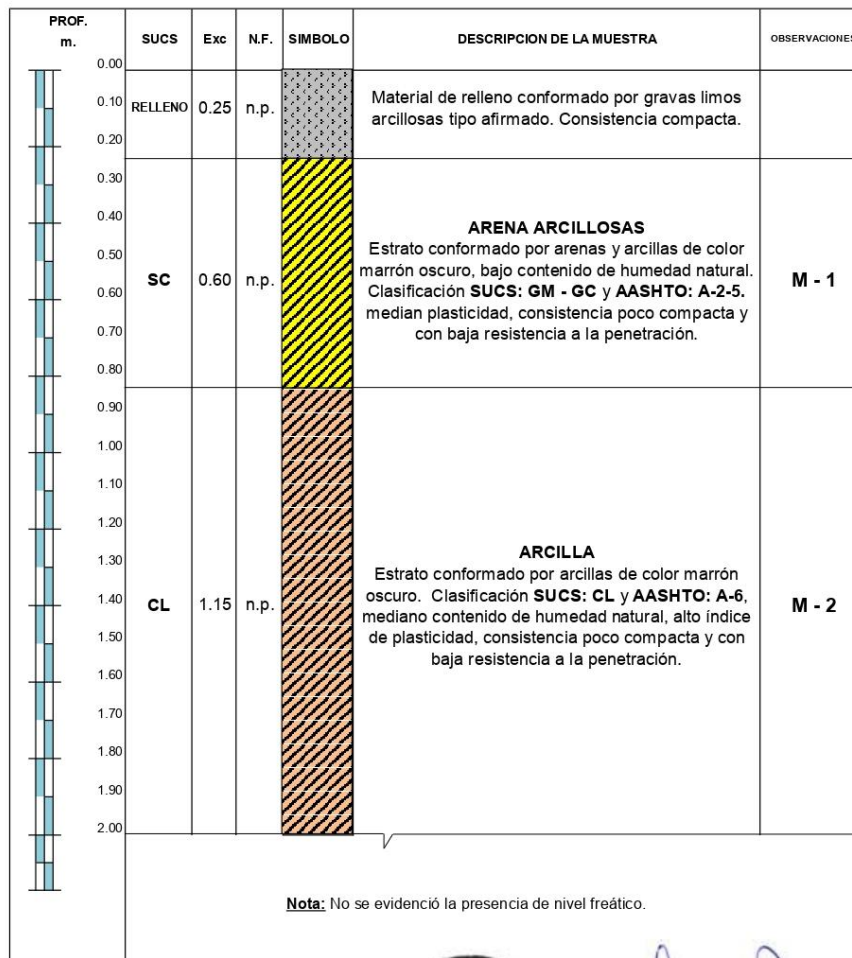 PROF.
m.
SUCS
Exc
N.F.
SIMBOLO
DESCRIPCION DE LA MUESTRA
OBSERVACIONES
0.00
0.10
0.20
0.30
0.40
0.50
0.60
0.70
0.80
0.90
1.00
1.10
1.20
1.30
1.40
1.50
1.60
1.70
1.80
1.90
2.00
RELLENO
0.25
n.p.
Material de relleno conformado por gravas limos
arcillosas tipo afirmado. Consistencia compacta.
SC
0.60
n.p.
ARENA ARCILLOSAS
Estrato conformado por arenas y arcillas de color
marrón oscuro, bajo contenido de humedad natural.
Clasificación SUCS: GM - GC y AASHTO: A-2-5.
median plasticidad, consistencia poco compacta y
con baja resistencia a la penetración.
M - 1
CL
1.15
n.p.
ARCILLA
Estrato conformado por arcillas de color marrón
oscuro. Clasificación SUCS: CL y AASHTO: A-6,
mediano contenido de humedad natural, alto índice
de plasticidad, consistencia poco compacta y con
baja resistencia a la penetración.
M - 2
Nota: No se evidenció la presencia de nivel freático.